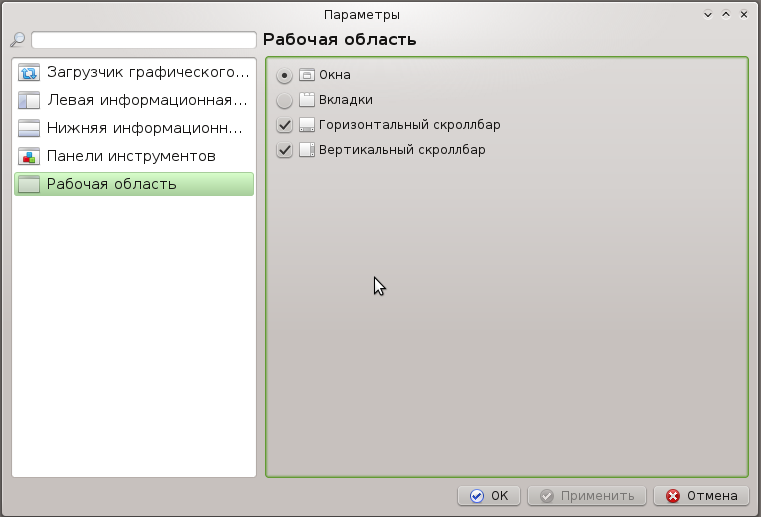 Параметры
Рабочая область
Загрузчик графического...
Левая информационная...
Нижняя информационн...
Панели инструментов
Рабочая область
Окна
Вкладки
Горизонтальный скроллбар
Вертикальный скроллбар
OK
Применить
Отмена